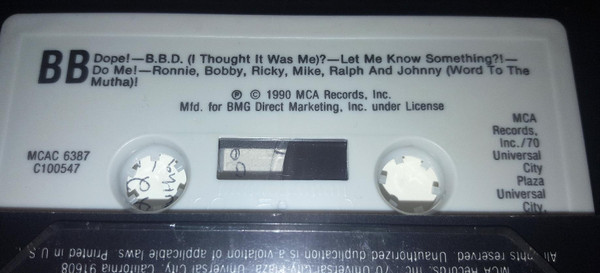 BB
Dope!—B.B.D. (I Thought It Was Me)?—Let Me Know Something?!—
Do Me!—Ronnie, Bobby, Ricky, Mike, Ralph And Johnny (Word To The
Mutha)!
℗ © 1990 MCA Records, Inc.
Mfd. for BMG Direct Marketing, Inc. under License
MCAC 6387
C100547
MCA
Records,
Inc./70
Universal
City
Plaza
Universal
City,
All rights reserved. Unauthorized duplication is a violation of applicable laws. Printed in U.S.
MCA Records, Inc., 70 Universal City Plaza, Universal City, California 91608